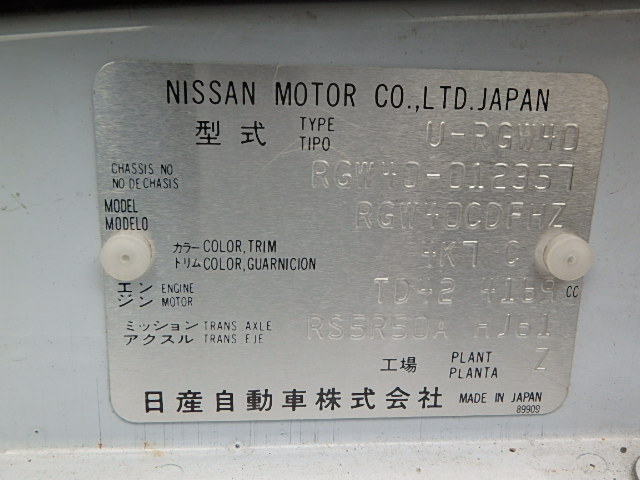 NISSAN MOTOR CO.,LTD.JAPAN
型式 TYPE TIPO U-RGW40
CHASSIS NO NO DE CHASIS RGW40-012357
MODEL MODELO RGW40CDFHZ
カラー COLOR,TRIM トリム COLOR,GUARNICION 4K7 C
エンジン ENGINE MOTOR TD42 4169 CC
ミッション TRANS AXLE アクスル TRANS EJE RS5R50A HJ61
工場 PLANT PLANTA Z
日産自動車株式会社 MADE IN JAPAN
89909